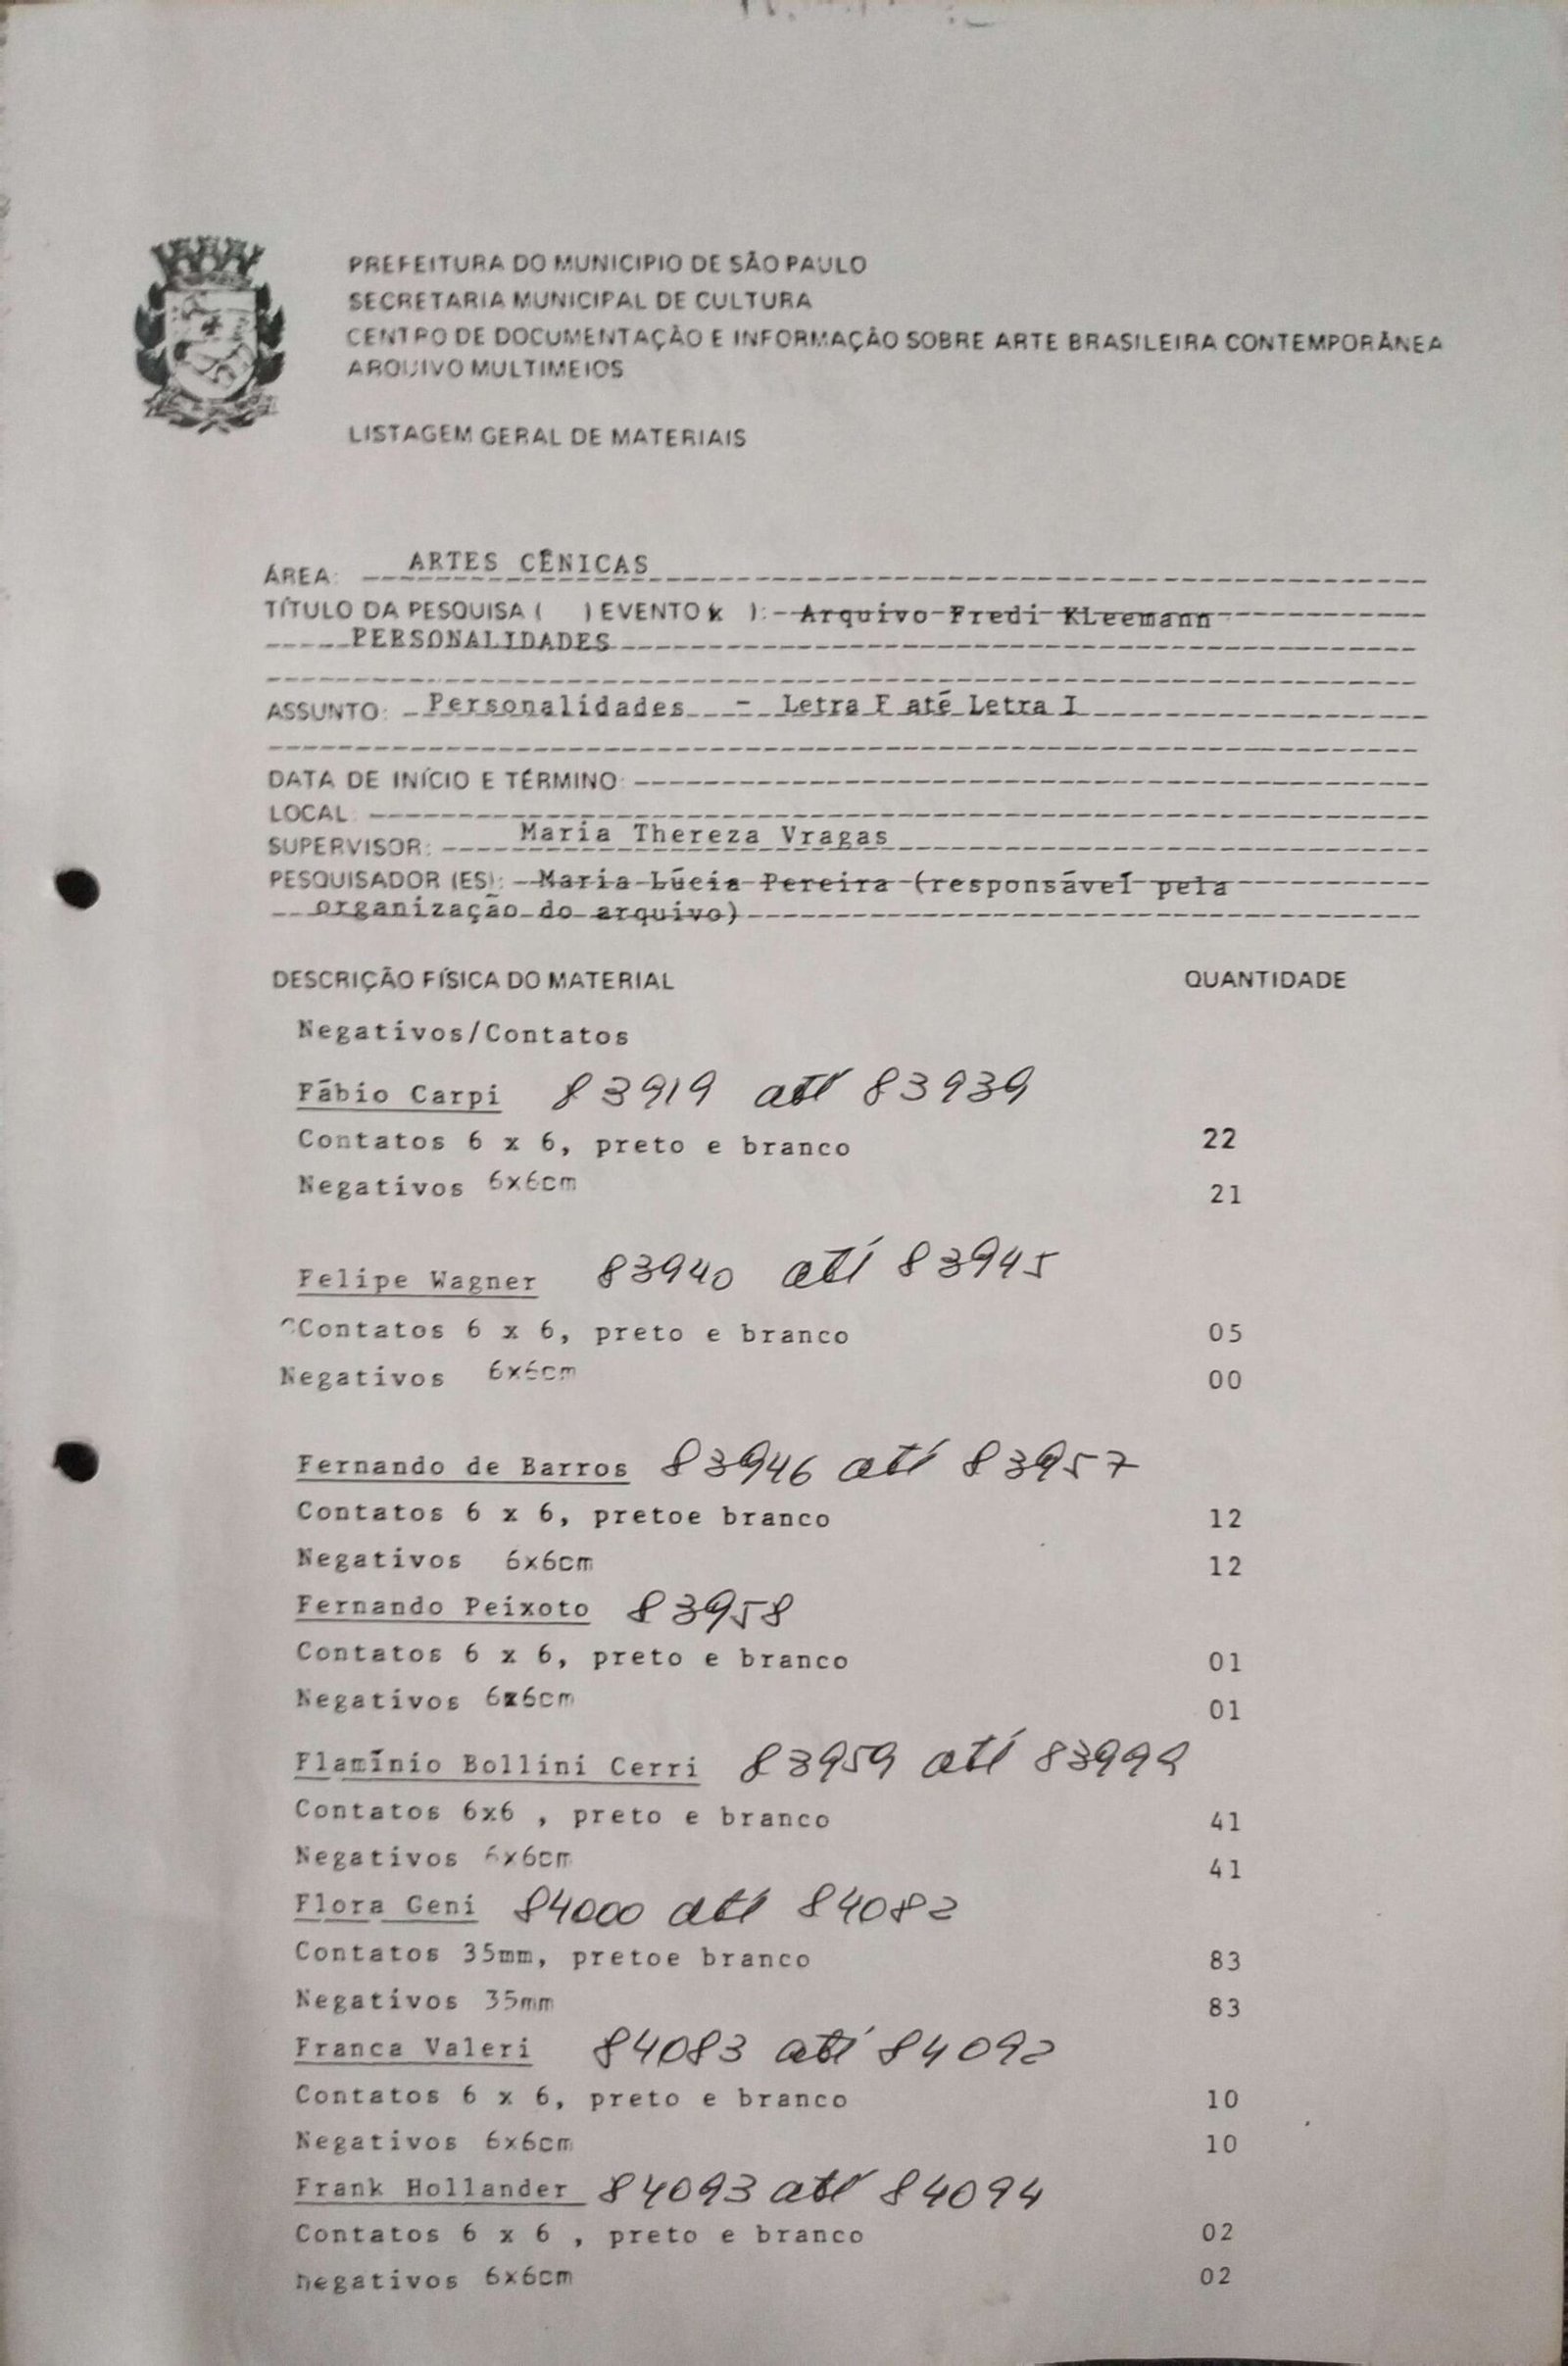 PREFEITURA DO MUNICIPIO DE SÃO PAULO
SECRETARIA MUNICIPAL DE CULTURA
CENTRO DE DOCUMENTAÇÃO E INFORMAÇÃO SOBRE ARTE BRASILEIRA CONTEMPORÂNEA
ARQUIVO MULTIMEIOS
LISTAGEM GERAL DE MATERIAIS
ÁREA: ARTES CÊNICAS
TÍTULO DA PESQUISA ( ) EVENTO (x ): Arquivo Fredi KLeemann
PERSONALIDADES
ASSUNTO: Personalidades - Letra F até Letra I
DATA DE INÍCIO E TÉRMINO:
LOCAL:
SUPERVISOR: Maria Thereza Vragas
PESQUISADOR (ES): Maria Lúcia Pereira (responsável pela
organização do arquivo)
DESCRIÇÃO FÍSICA DO MATERIAL QUANTIDADE
Negativos/Contatos
Fábio Carpi 83919 até 83939
Contatos 6 x 6, preto e branco 22
Negativos 6x6cm 21
Felipe Wagner 83940 até 83945
Contatos 6 x 6, preto e branco 05
Negativos 6x6cm 00
Fernando de Barros 83946 até 83957
Contatos 6 x 6, pretoe branco 12
Negativos 6x6cm 12
Fernando Peixoto 83958
Contatos 6 x 6, preto e branco 01
Negativos 6x6cm 01
Flamínio Bollini Cerri 83959 até 83999
Contatos 6x6 , preto e branco 41
Negativos 6x6cm 41
Flora Geni 84000 até 84082
Contatos 35mm, pretoe branco 83
Negativos 35mm 83
Franca Valeri 84083 até 84092
Contatos 6 x 6, preto e branco 10
Negativos 6x6cm 10
Frank Hollander 84093 até 84094
Contatos 6 x 6 , preto e branco 02
negativos 6x6cm 02